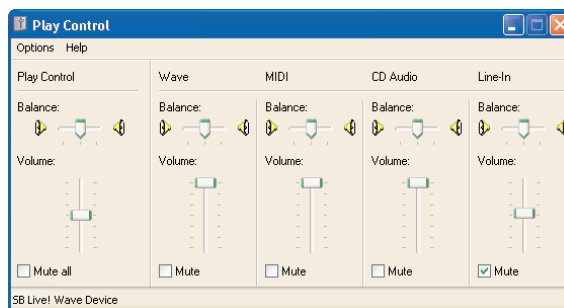 Play Control
Options Help
Play Control Wave MIDI CD Audio Line-In
Balance: Balance: Balance: Balance: Balance:
Volume: Volume: Volume: Volume: Volume:
Mute all Mute Mute Mute Mute
SB Live! Wave Device